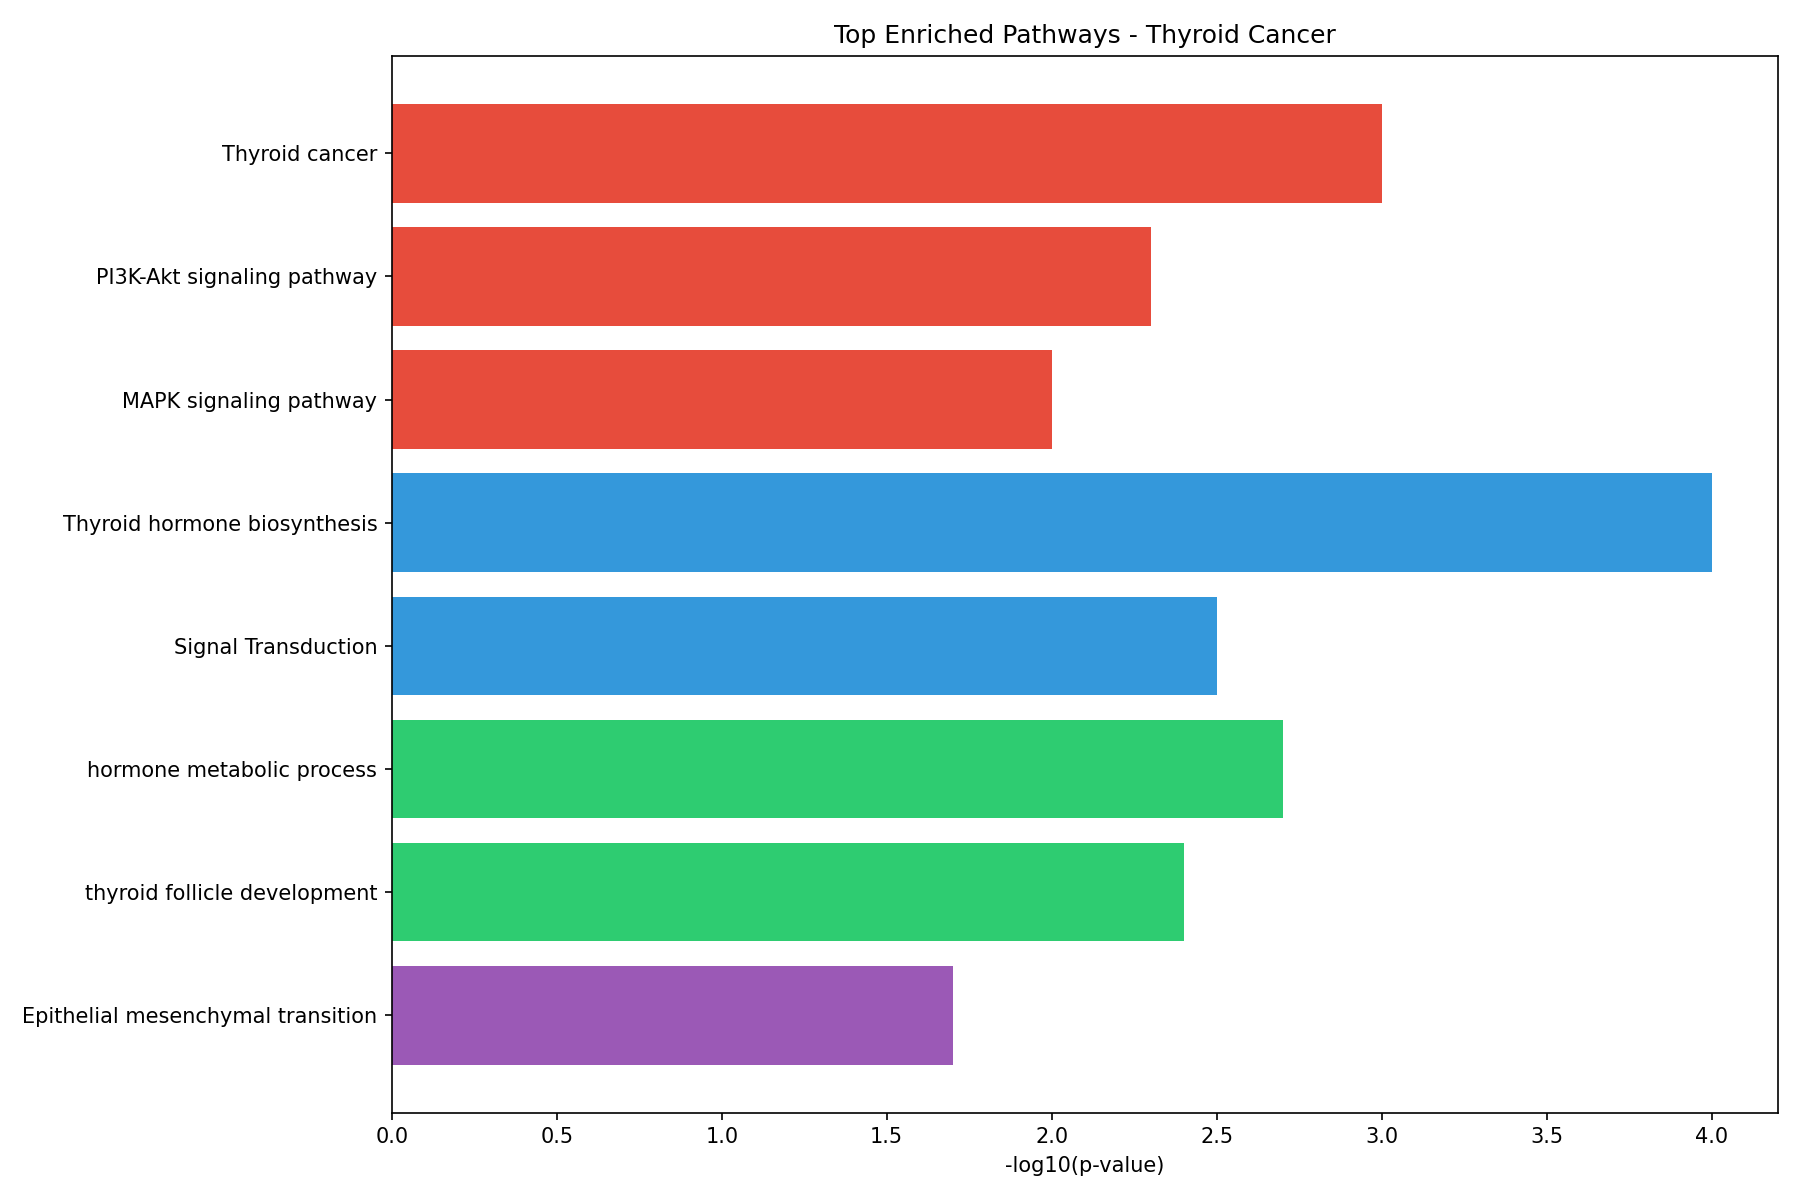 Top Enriched Pathways - Thyroid Cancer
Thyroid cancer
PI3K-Akt signaling pathway
MAPK signaling pathway
Thyroid hormone biosynthesis
Signal Transduction
hormone metabolic process
thyroid follicle development
Epithelial mesenchymal transition
0.0 0.5 1.0 1.5 2.0 2.5 3.0 3.5 4.0
-log10(p-value)